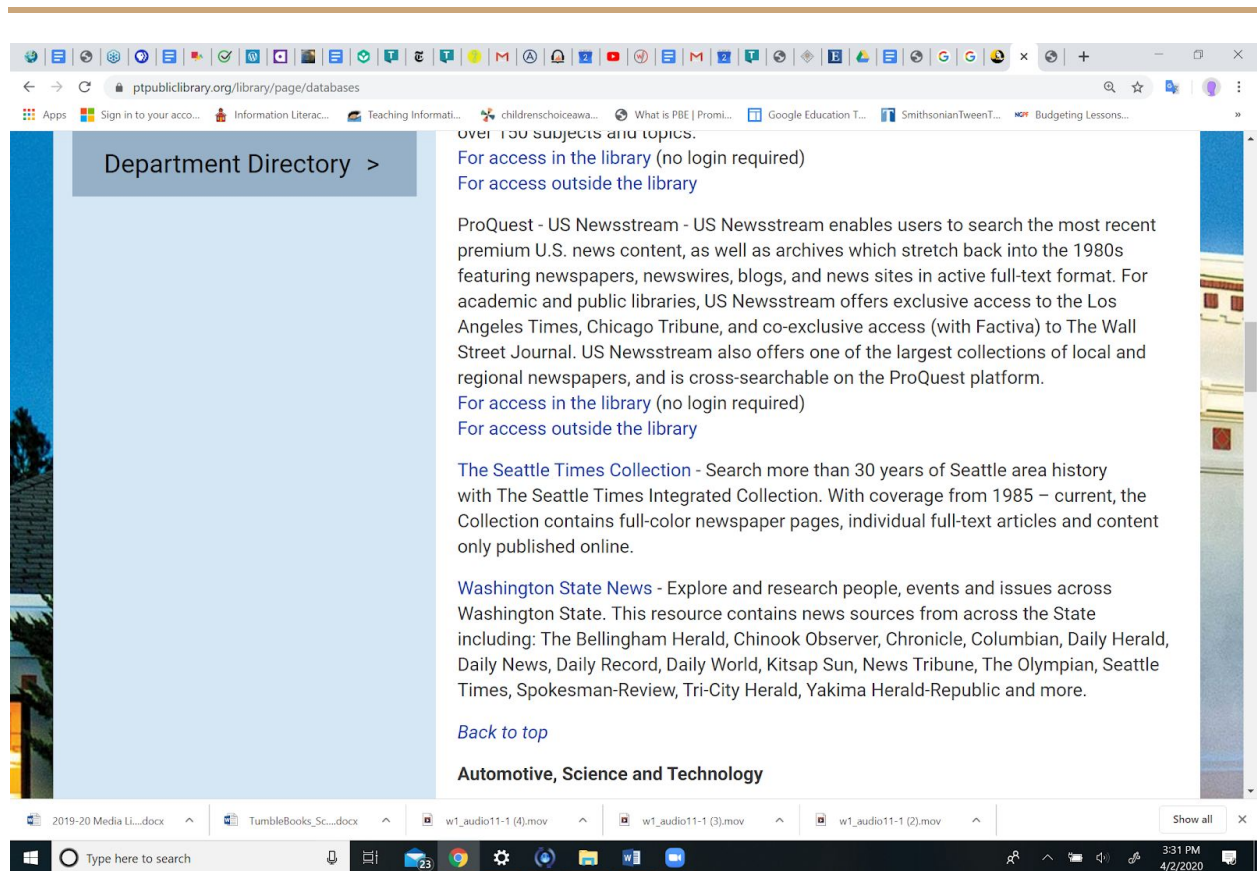 ptpubliclibrary.org/library/page/databases
Apps Sign in to your acco... Information Literac... Teaching Informati... childrenschoiceawa... What is PBE | Promi... Google Education T... SmithsonianTweenT... NGPF Budgeting Lessons... »
Department Directory >
over 150 subjects and topics.
For access in the library (no login required)
For access outside the library
ProQuest - US Newsstream - US Newsstream enables users to search the most recent
premium U.S. news content, as well as archives which stretch back into the 1980s
featuring newspapers, newswires, blogs, and news sites in active full-text format. For
academic and public libraries, US Newsstream offers exclusive access to the Los
Angeles Times, Chicago Tribune, and co-exclusive access (with Factiva) to The Wall
Street Journal. US Newsstream also offers one of the largest collections of local and
regional newspapers, and is cross-searchable on the ProQuest platform.
For access in the library (no login required)
For access outside the library
The Seattle Times Collection - Search more than 30 years of Seattle area history
with The Seattle Times Integrated Collection. With coverage from 1985 – current, the
Collection contains full-color newspaper pages, individual full-text articles and content
only published online.
Washington State News - Explore and research people, events and issues across
Washington State. This resource contains news sources from across the State
including: The Bellingham Herald, Chinook Observer, Chronicle, Columbian, Daily Herald,
Daily News, Daily Record, Daily World, Kitsap Sun, News Tribune, The Olympian, Seattle
Times, Spokesman-Review, Tri-City Herald, Yakima Herald-Republic and more.
Back to top
Automotive, Science and Technology
2019-20 Media Li....docx TumbleBooks_Sc....docx w1_audio11-1 (4).mov w1_audio11-1 (3).mov w1_audio11-1 (2).mov Show all
Type here to search 23 3:31 PM
4/2/2020